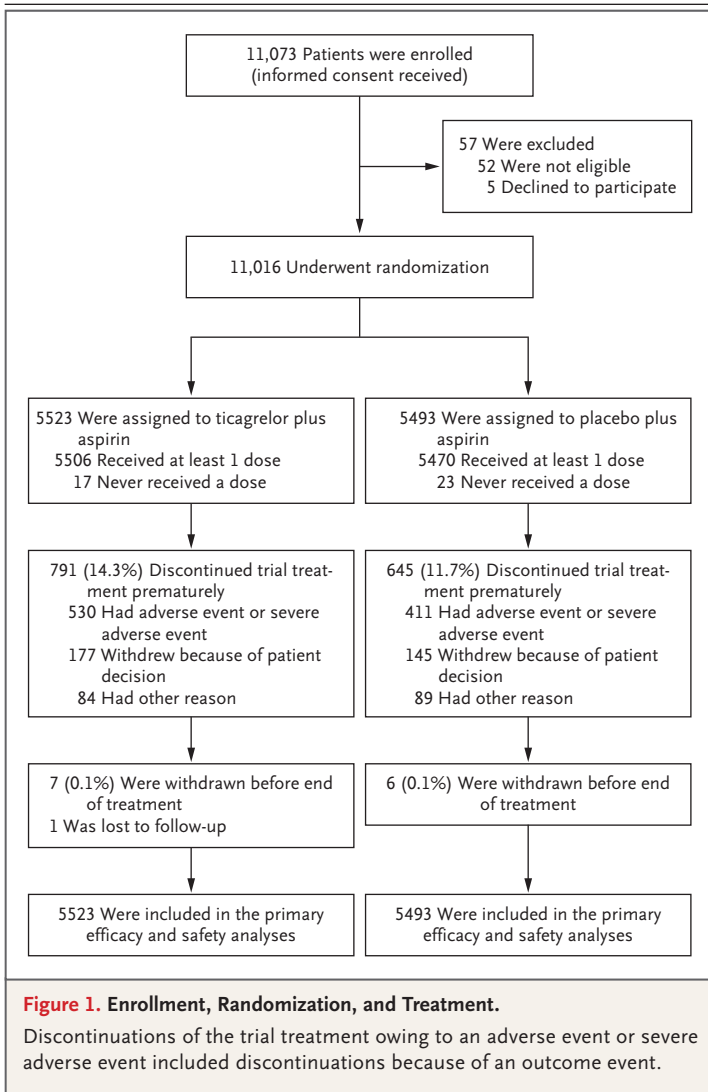 11,073 Patients were enrolled
(informed consent received)
57 Were excluded
52 Were not eligible
5 Declined to participate
11,016 Underwent randomization
5523 Were assigned to ticagrelor plus
aspirin
5506 Received at least 1 dose
17 Never received a dose
5493 Were assigned to placebo plus
aspirin
5470 Received at least 1 dose
23 Never received a dose
791 (14.3%) Discontinued trial treat-
ment prematurely
530 Had adverse event or severe
adverse event
177 Withdrew because of patient
decision
84 Had other reason
645 (11.7%) Discontinued trial treat-
ment prematurely
411 Had adverse event or severe
adverse event
145 Withdrew because of patient
decision
89 Had other reason
7 (0.1%) Were withdrawn before end
of treatment
1 Was lost to follow-up
6 (0.1%) Were withdrawn before end
of treatment
5523 Were included in the primary
efficacy and safety analyses
5493 Were included in the primary
efficacy and safety analyses
Figure 1. Enrollment, Randomization, and Treatment.
Discontinuations of the trial treatment owing to an adverse event or severe
adverse event included discontinuations because of an outcome event.